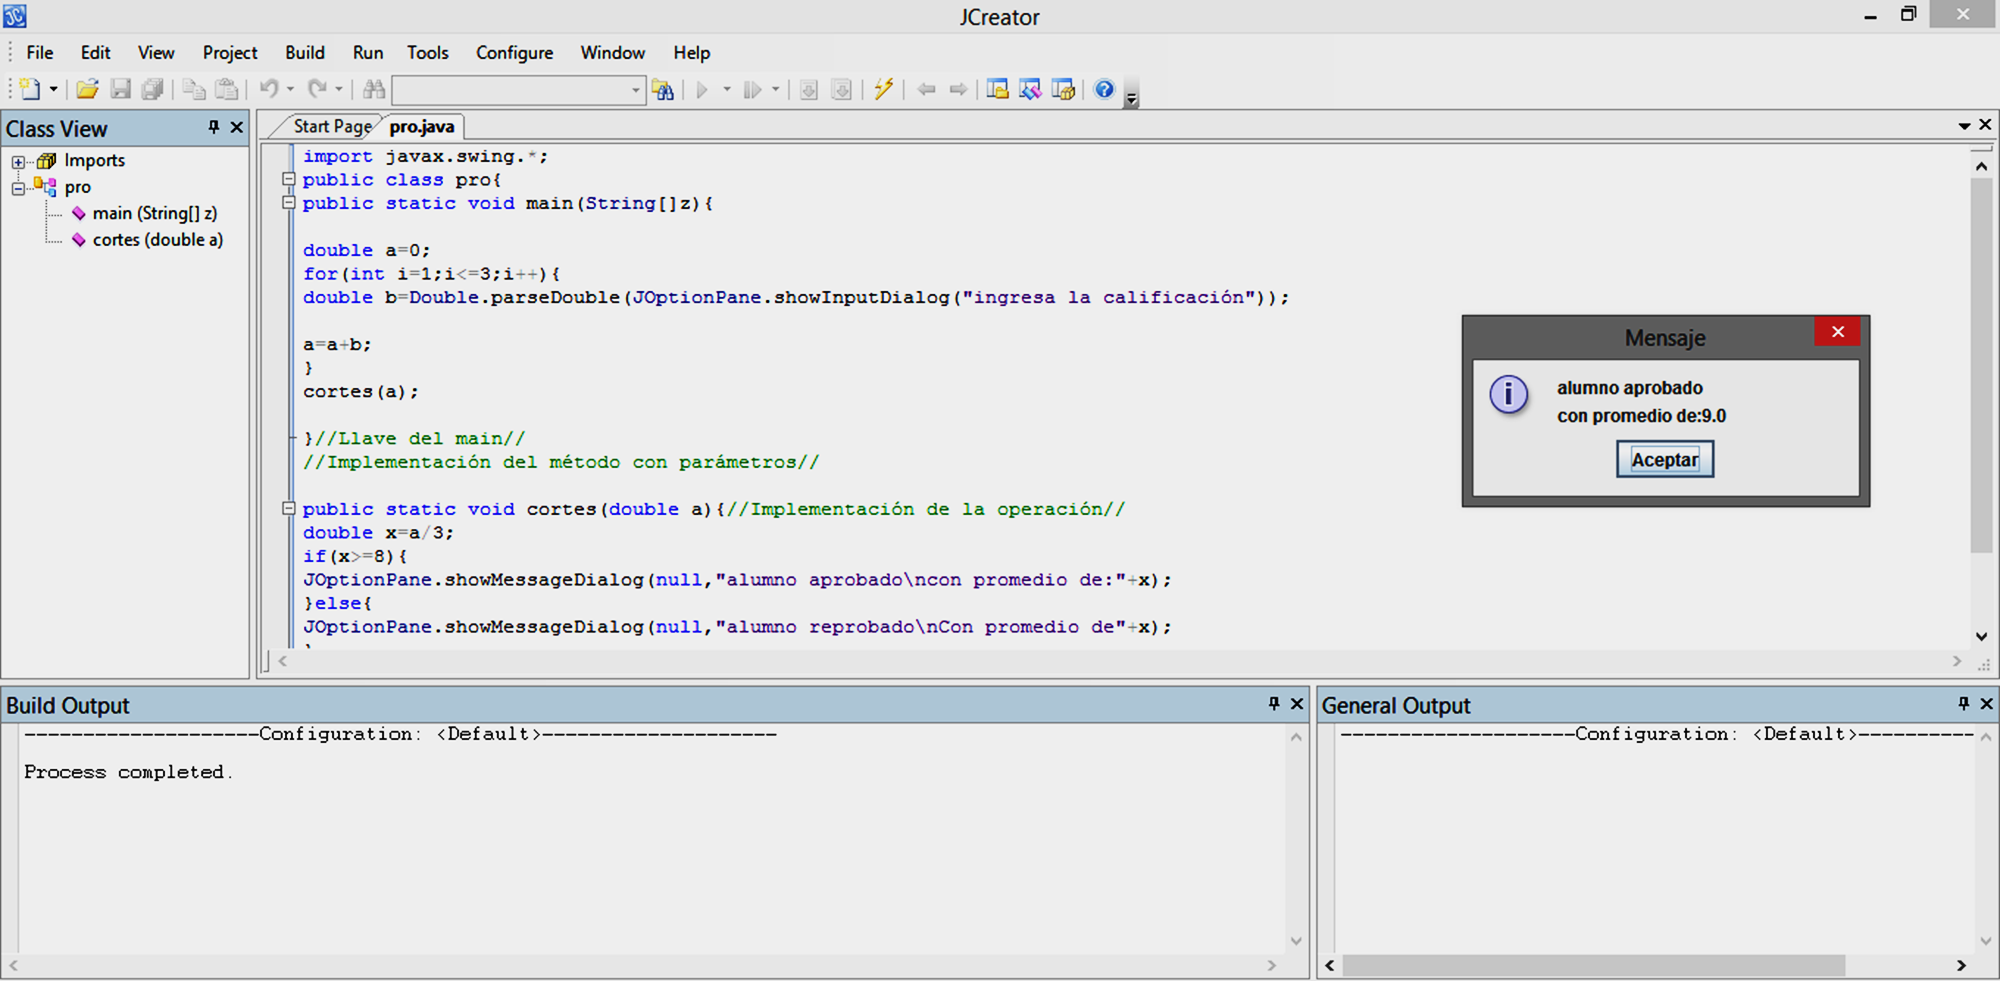 JCreator
File Edit View Project Build Run Tools Configure Window Help
Class View
Imports
pro
main (String[] z)
cortes (double a)
Start Page pro.java
import javax.swing.*;
public class pro{
public static void main(String[]z){
double a=0;
for(int i=1;i<=3;i++){
double b=Double.parseDouble(JOptionPane.showInputDialog("ingresa la calificación"));
a=a+b;
}
cortes(a);
}//Llave del main//
//Implementación del método con parámetros//
public static void cortes(double a){//Implementación de la operación//
double x=a/3;
if(x>=8){
JOptionPane.showMessageDialog(null,"alumno aprobado\ncon promedio de:"+x);
}else{
JOptionPane.showMessageDialog(null,"alumno reprobado\nCon promedio de"+x);
Mensaje
alumno aprobado
con promedio de:9.0
Aceptar
Build Output
--------------------Configuration: <Default>--------------------
Process completed.
General Output
--------------------Configuration: <Default>----------